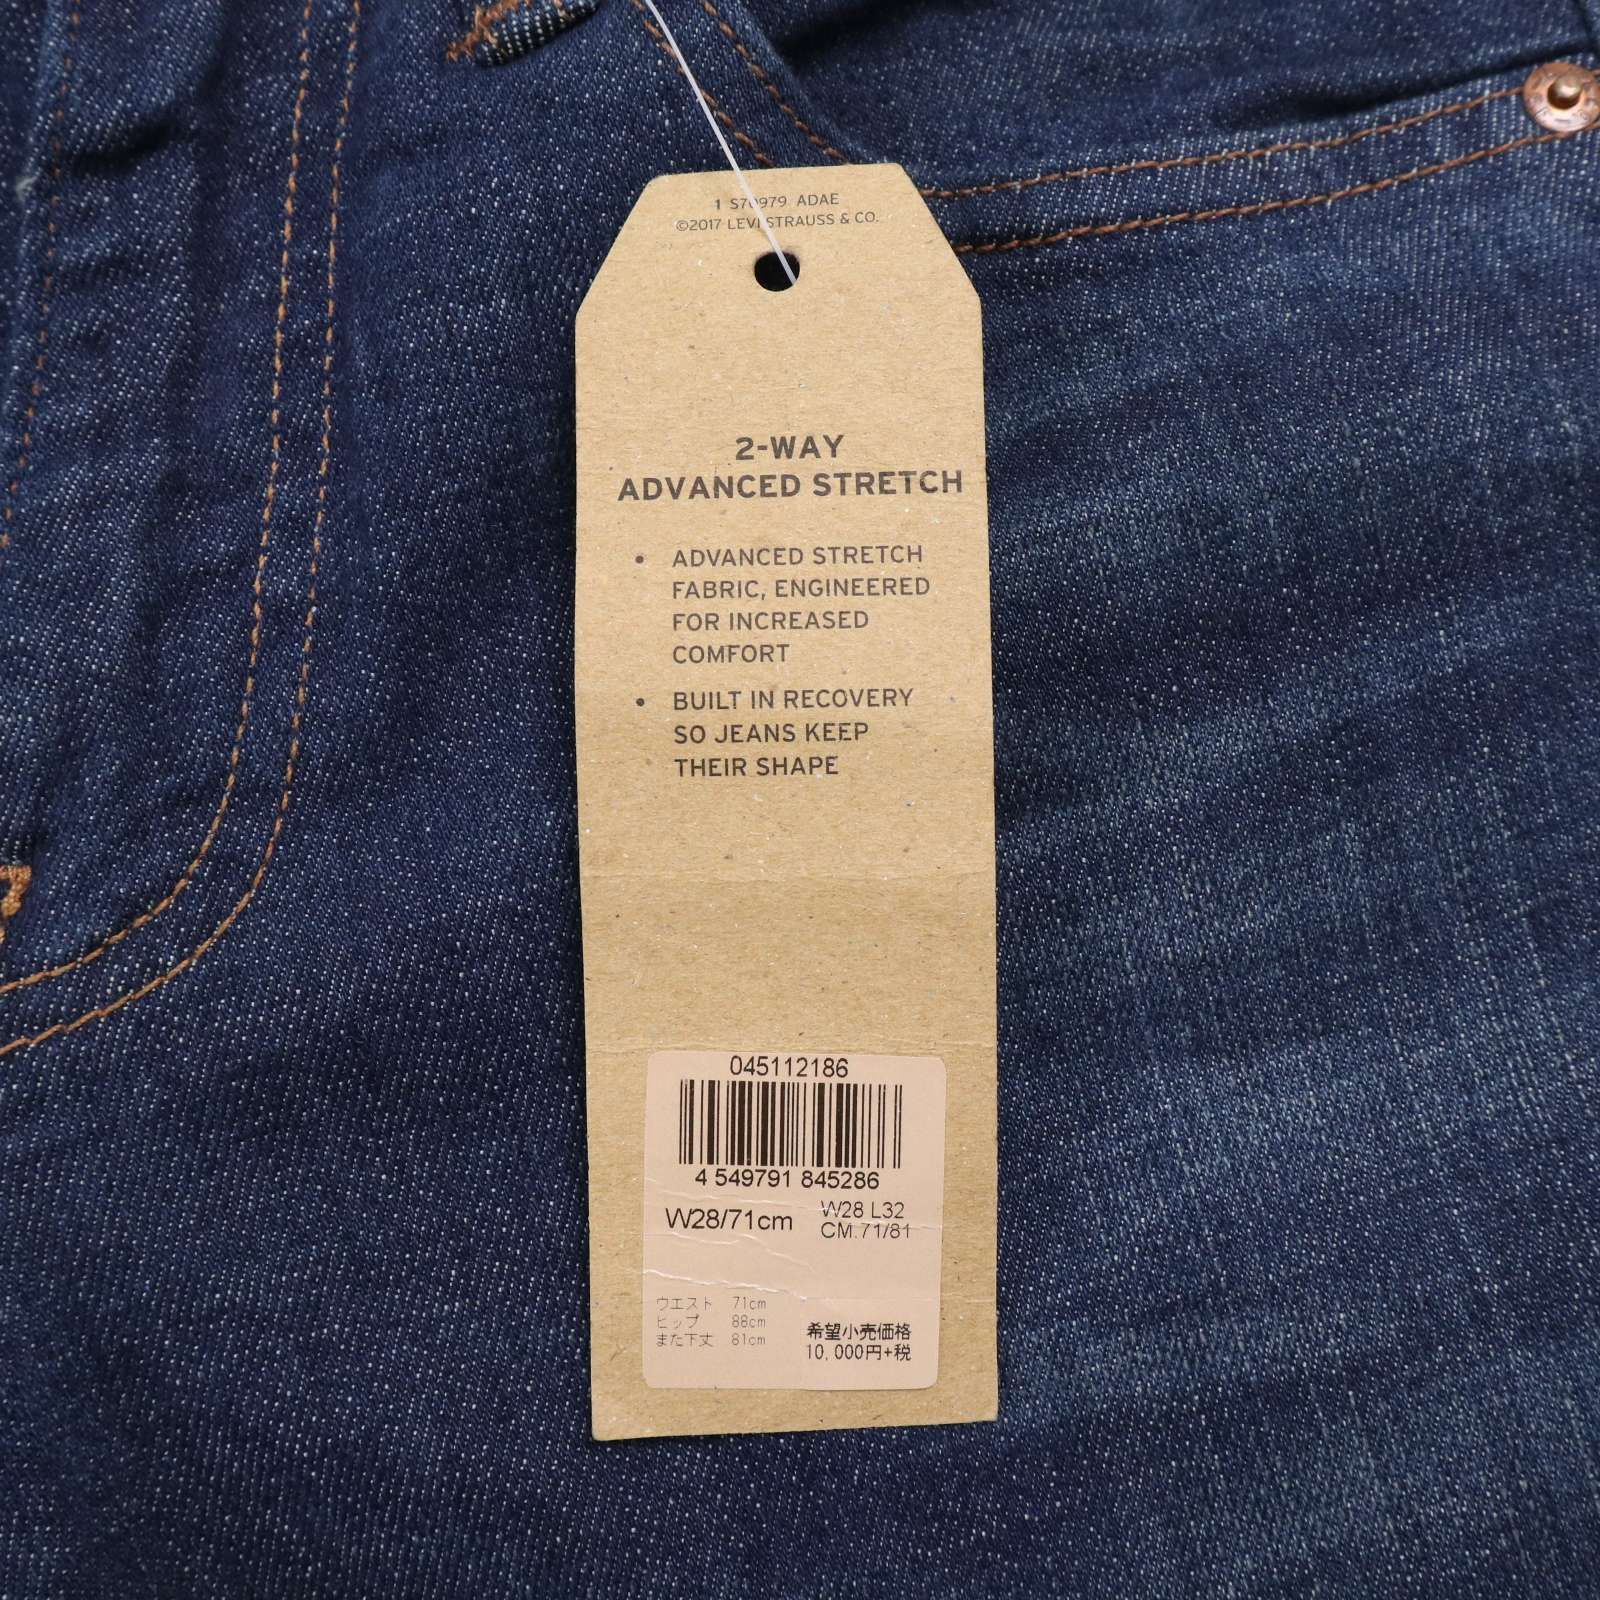 1 S70979 ADAE
©2017 LEVI STRAUSS & CO.
2-WAY
ADVANCED STRETCH
• ADVANCED STRETCH
FABRIC, ENGINEERED
FOR INCREASED
COMFORT
• BUILT IN RECOVERY
SO JEANS KEEP
THEIR SHAPE
045112186
4 549791 845286
W28/71cm
W28 L32
CM.71/81
ウエスト 71cm
ヒップ 88cm
また下丈 81cm
希望小売価格
10,000円+税